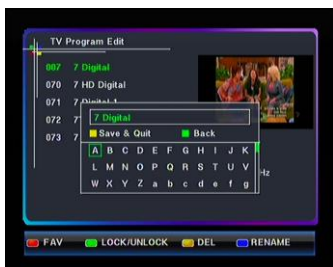 TV Program Edit
007 7 Digital
070 7 HD Digital
071 7 Digital 1
072 7
073 7
7 Digital
Save & Quit Back
A B C D E F G H I J K
L M N O P Q R S T U V
W X Y Z a b c d e f g
Hz
FAV LOCK/UNLOCK DEL RENAME